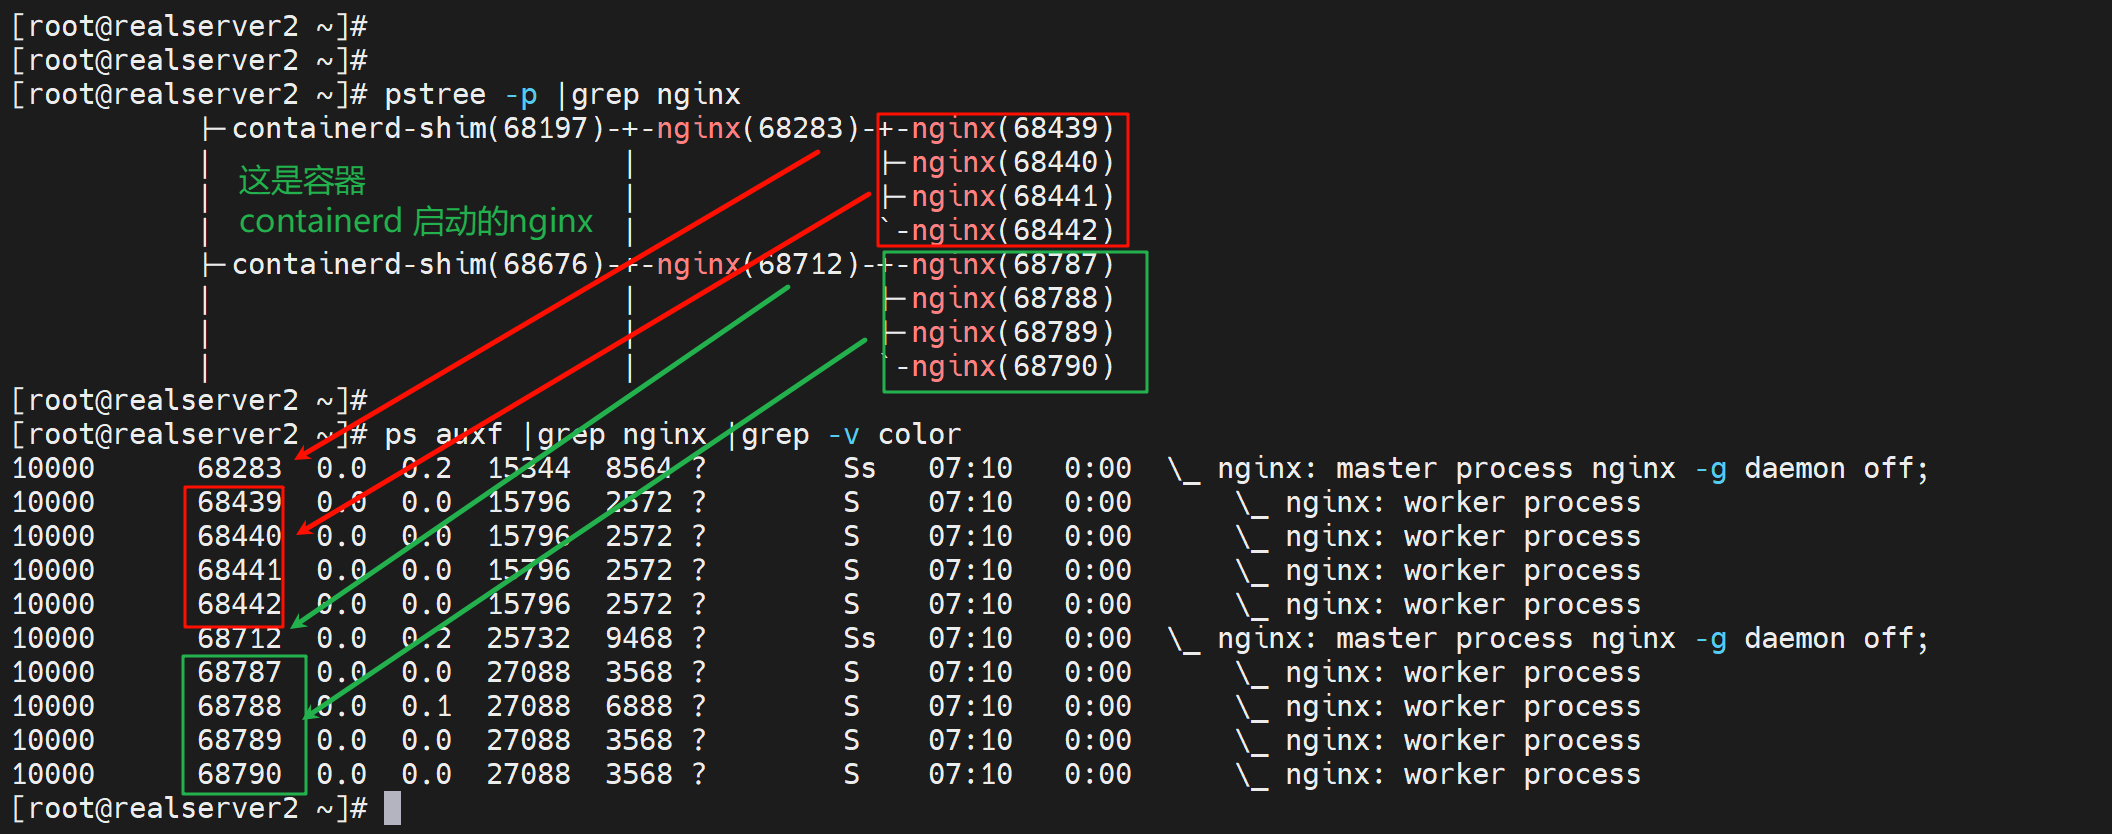 [root@realserver2 ~]#
[root@realserver2 ~]#
[root@realserver2 ~]# pstree -p |grep nginx
├─containerd-shim(68197)-+-nginx(68283)-+-nginx(68439)
│ | ├─nginx(68440)
这是容器
│ | ├─nginx(68441)
containerd 启动的nginx
│ | `-nginx(68442)
├─containerd-shim(68676)-+-nginx(68712)-+-nginx(68787)
│ | ├─nginx(68788)
│ | ├─nginx(68789)
│ | `-nginx(68790)
[root@realserver2 ~]#
[root@realserver2 ~]# ps auxf |grep nginx |grep -v color
10000 68283 0.0 0.2 15344 8564 ? Ss 07:10 0:00 \_ nginx: master process nginx -g daemon off;
10000 68439 0.0 0.0 15796 2572 ? S 07:10 0:00 \_ nginx: worker process
10000 68440 0.0 0.0 15796 2572 ? S 07:10 0:00 \_ nginx: worker process
10000 68441 0.0 0.0 15796 2572 ? S 07:10 0:00 \_ nginx: worker process
10000 68442 0.0 0.0 15796 2572 ? S 07:10 0:00 \_ nginx: worker process
10000 68712 0.0 0.2 25732 9468 ? Ss 07:10 0:00 \_ nginx: master process nginx -g daemon off;
10000 68787 0.0 0.0 27088 3568 ? S 07:10 0:00 \_ nginx: worker process
10000 68788 0.0 0.1 27088 6888 ? S 07:10 0:00 \_ nginx: worker process
10000 68789 0.0 0.0 27088 3568 ? S 07:10 0:00 \_ nginx: worker process
10000 68790 0.0 0.0 27088 3568 ? S 07:10 0:00 \_ nginx: worker process
[root@realserver2 ~]#